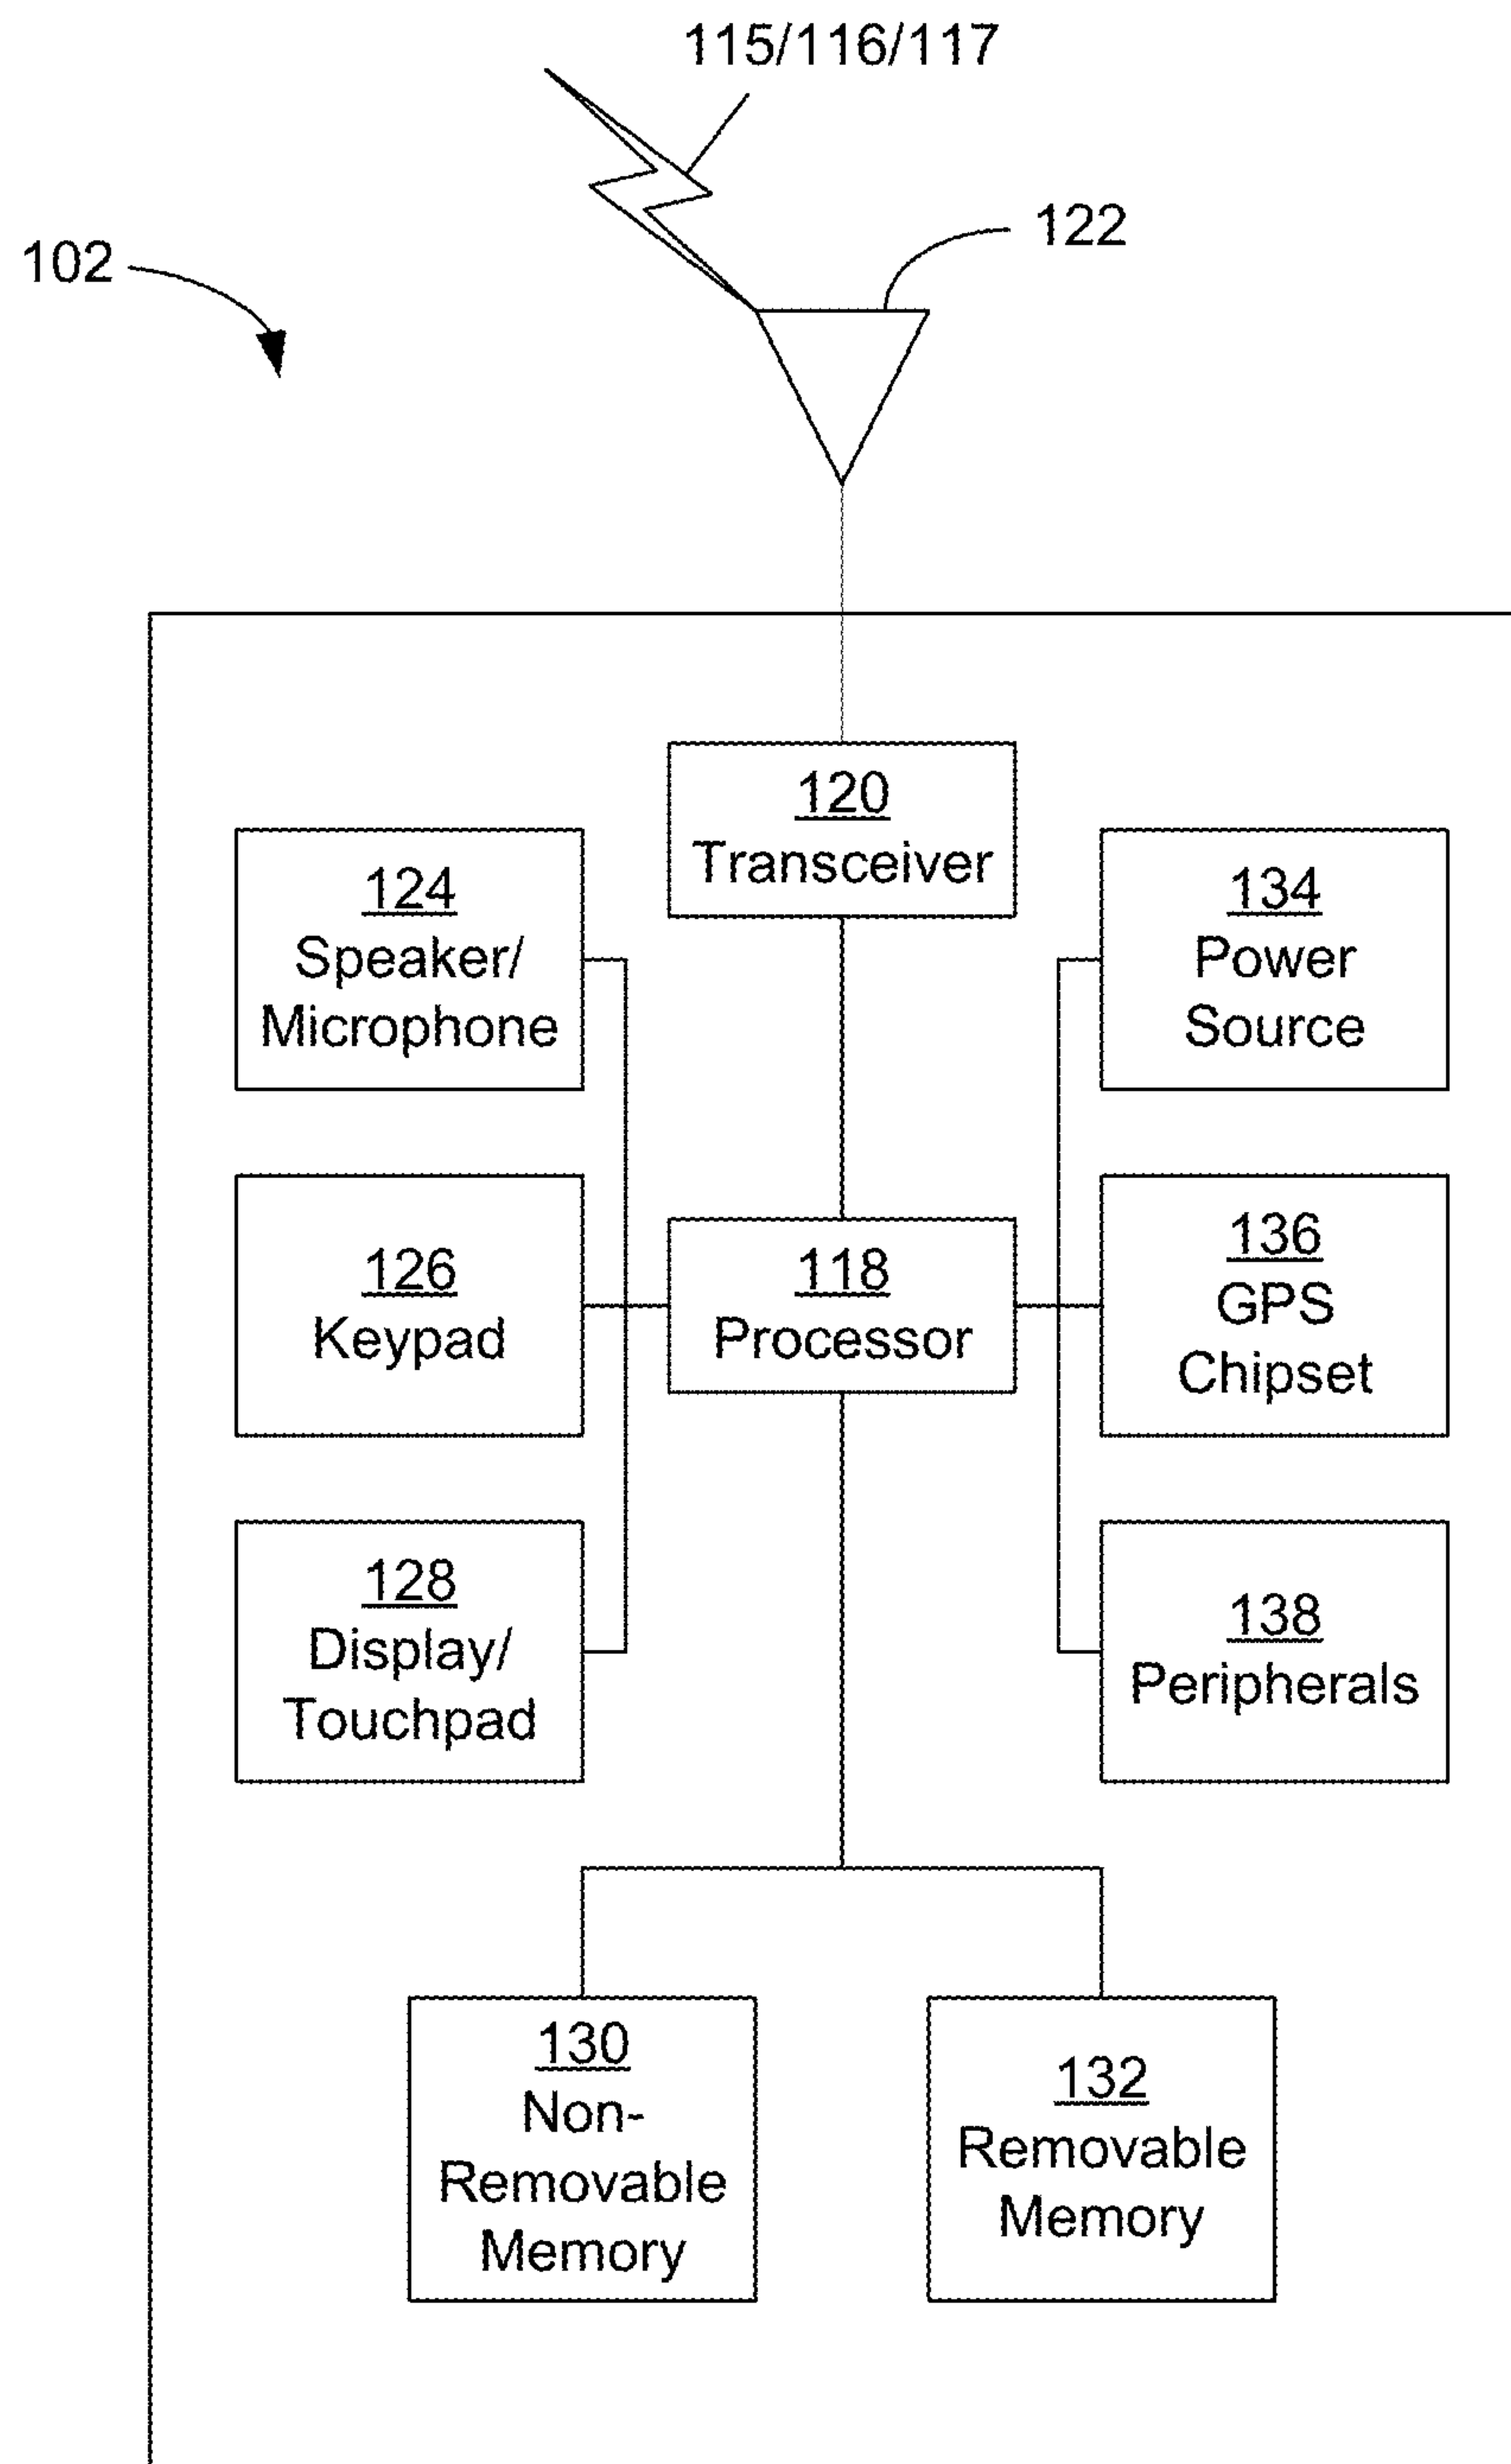 115/116/117
122
102
120
Transceiver
124
Speaker/
Microphone
134
Power
Source
126
Keypad
118
Processor
136
GPS
Chipset
128
Display/
Touchpad
138
Peripherals
130
Non-
Removable
Memory
132
Removable
Memory